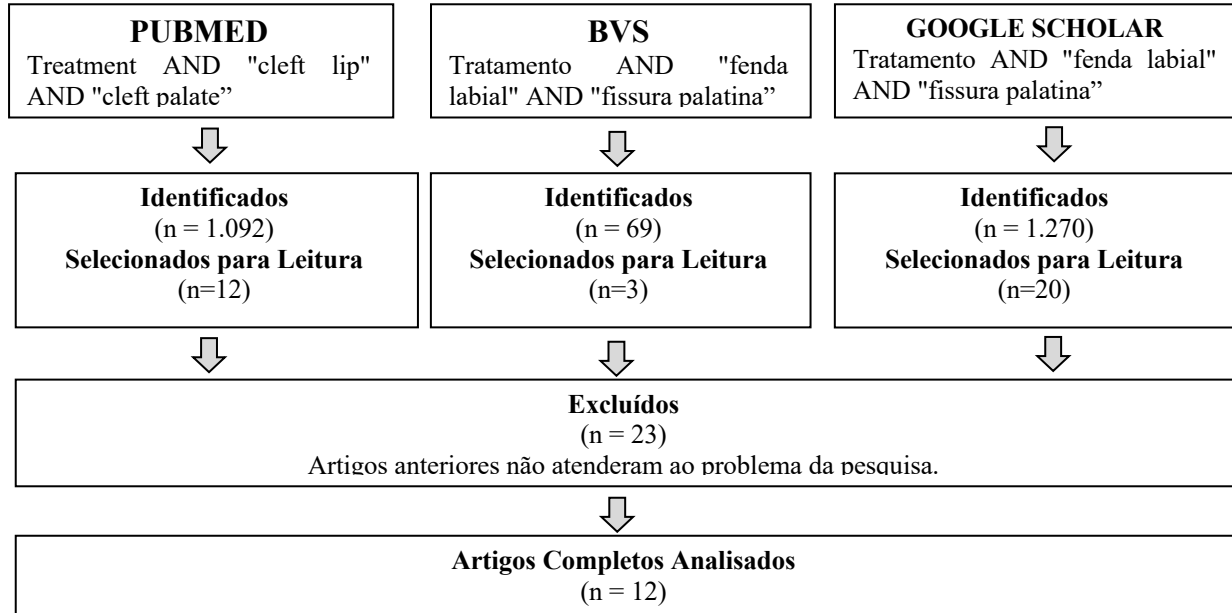 PUBMED
Treatment AND "cleft lip"
AND "cleft palate”
BVS
Tratamento AND "fenda
labial" AND "fissura palatina”
GOOGLE SCHOLAR
Tratamento AND "fenda labial"
AND "fissura palatina”
Identificados
(n = 1.092)
Selecionados para Leitura
(n=12)
Identificados
(n = 69)
Selecionados para Leitura
(n=3)
Identificados
(n = 1.270)
Selecionados para Leitura
(n=20)
Excluídos
(n = 23)
Artigos anteriores não atenderam ao problema da pesquisa.
Artigos Completos Analisados
(n = 12)